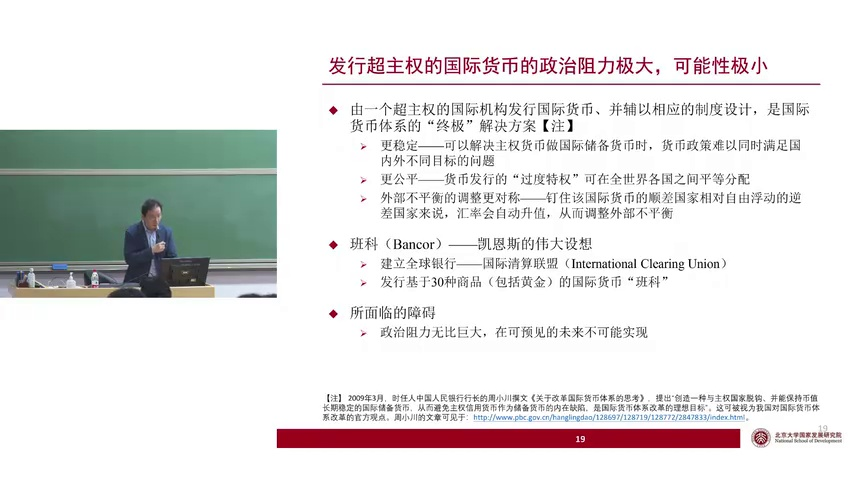 发行超主权的国际货币的政治阻力极大，可能性极小
由一个超主权的国际机构发行国际货币、并辅以相应的制度设计，是国际
货币体系的“终极”解决方案【注】
更稳定——可以解决主权货币做国际储备货币时，货币政策难以同时满足国
内外不同目标的问题
更公平——货币发行的“过度特权”可在全世界各国之间平等分配
外部不平衡的调整更对称——钉住该国际货币的顺差国家相对自由浮动的逆
差国家来说，汇率会自动升值，从而调整外部不平衡
班科（Bancor）——凯恩斯的伟大设想
建立全球银行——国际清算联盟（International Clearing Union）
发行基于30种商品（包括黄金）的国际货币“班科”
所面临的障碍
政治阻力无比巨大，在可预见的未来不可能实现
【注】 2009年3月，时任人中国人民银行行长的周小川撰文《关于改革国际货币体系的思考》，提出“创造一种与主权国家脱钩、并能保持币值
长期稳定的国际储备货币，从而避免主权信用货币作为储备货币的内在缺陷，是国际货币体系改革的理想目标”。这可被视为我国对国际货币体
系改革的官方观点。周小川的文章可见于：http://www.pbc.gov.cn/hanglingdao/128697/128719/128772/2847833/index.html。
19
19
北京大学国家发展研究院
National School of Development